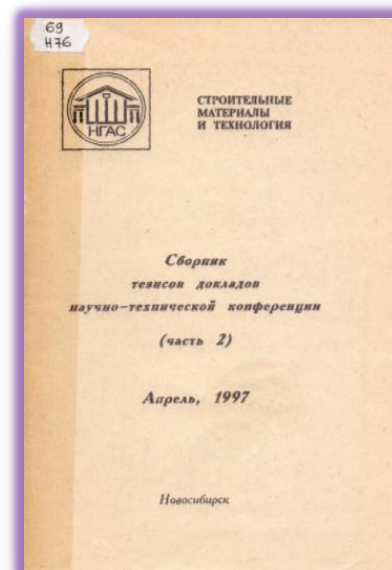 69
Н76
НГАС
СТРОИТЕЛЬНЫЕ
МАТЕРИАЛЫ
И ТЕХНОЛОГИЯ
Сборник
тезисов докладов
научно-технической конференции
(часть 2)
Апрель, 1997
Новосибирск